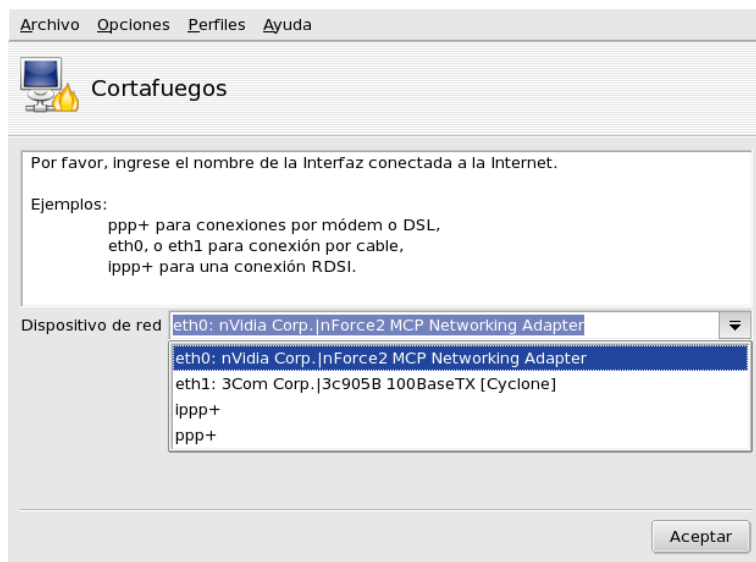 Archivo Opciones Perfiles Ayuda
Cortafuegos
Por favor, ingrese el nombre de la Interfaz conectada a la Internet.
Ejemplos:
ppp+ para conexiones por módem o DSL,
eth0, o eth1 para conexión por cable,
ippp+ para una conexión RDSI.
Dispositivo de red eth0: nVidia Corp.|nForce2 MCP Networking Adapter
eth0: nVidia Corp.|nForce2 MCP Networking Adapter
eth1: 3Com Corp.|3c905B 100BaseTX [Cyclone]
ippp+
ppp+
Aceptar